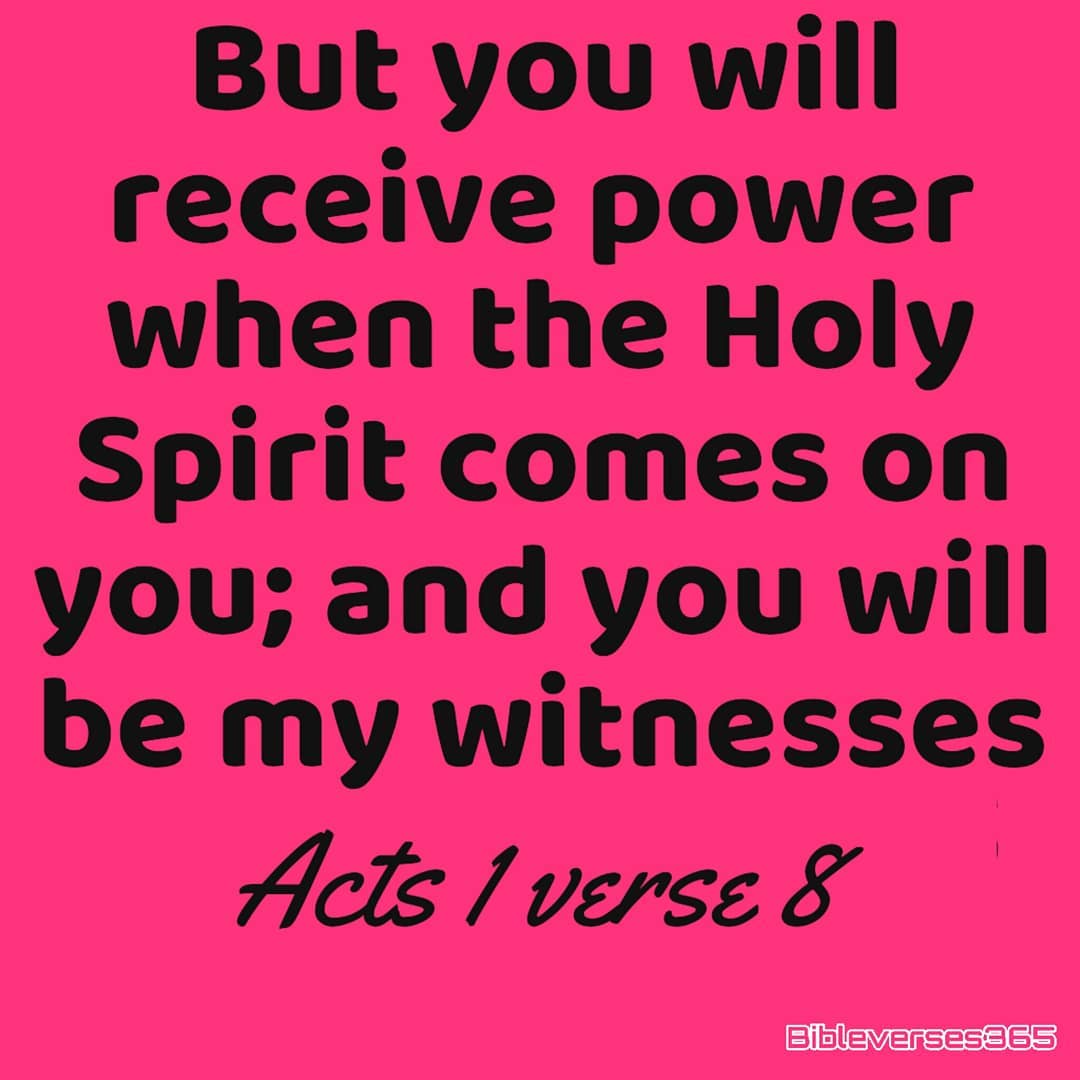 But you will
receive power
when the Holy
Spirit comes on
you; and you will
be my witnesses
Acts 1 verse 8
Bibleverses365